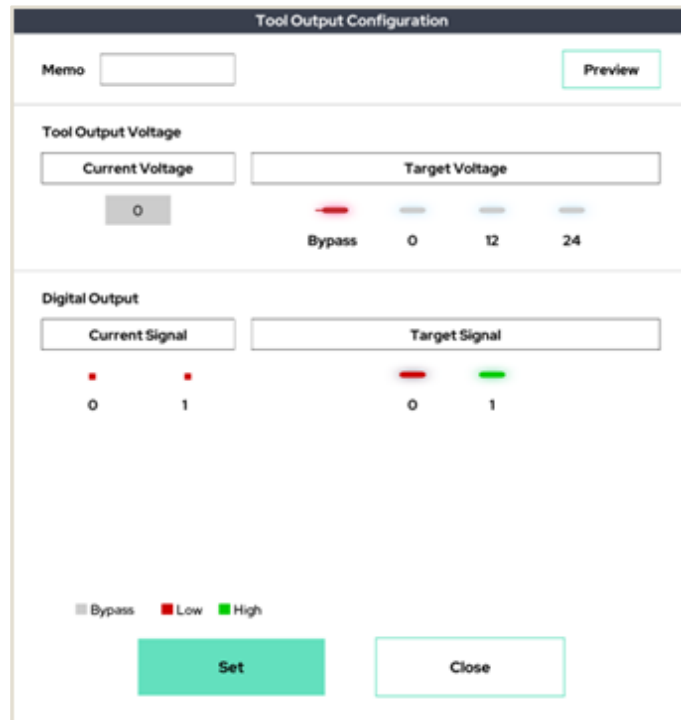 Tool Output Configuration
Memo
Preview
Tool Output Voltage
Current Voltage
Target Voltage
0
Bypass 0 12 24
Digital Output
Current Signal
Target Signal
0 1
0 1
Bypass Low High
Set
Close